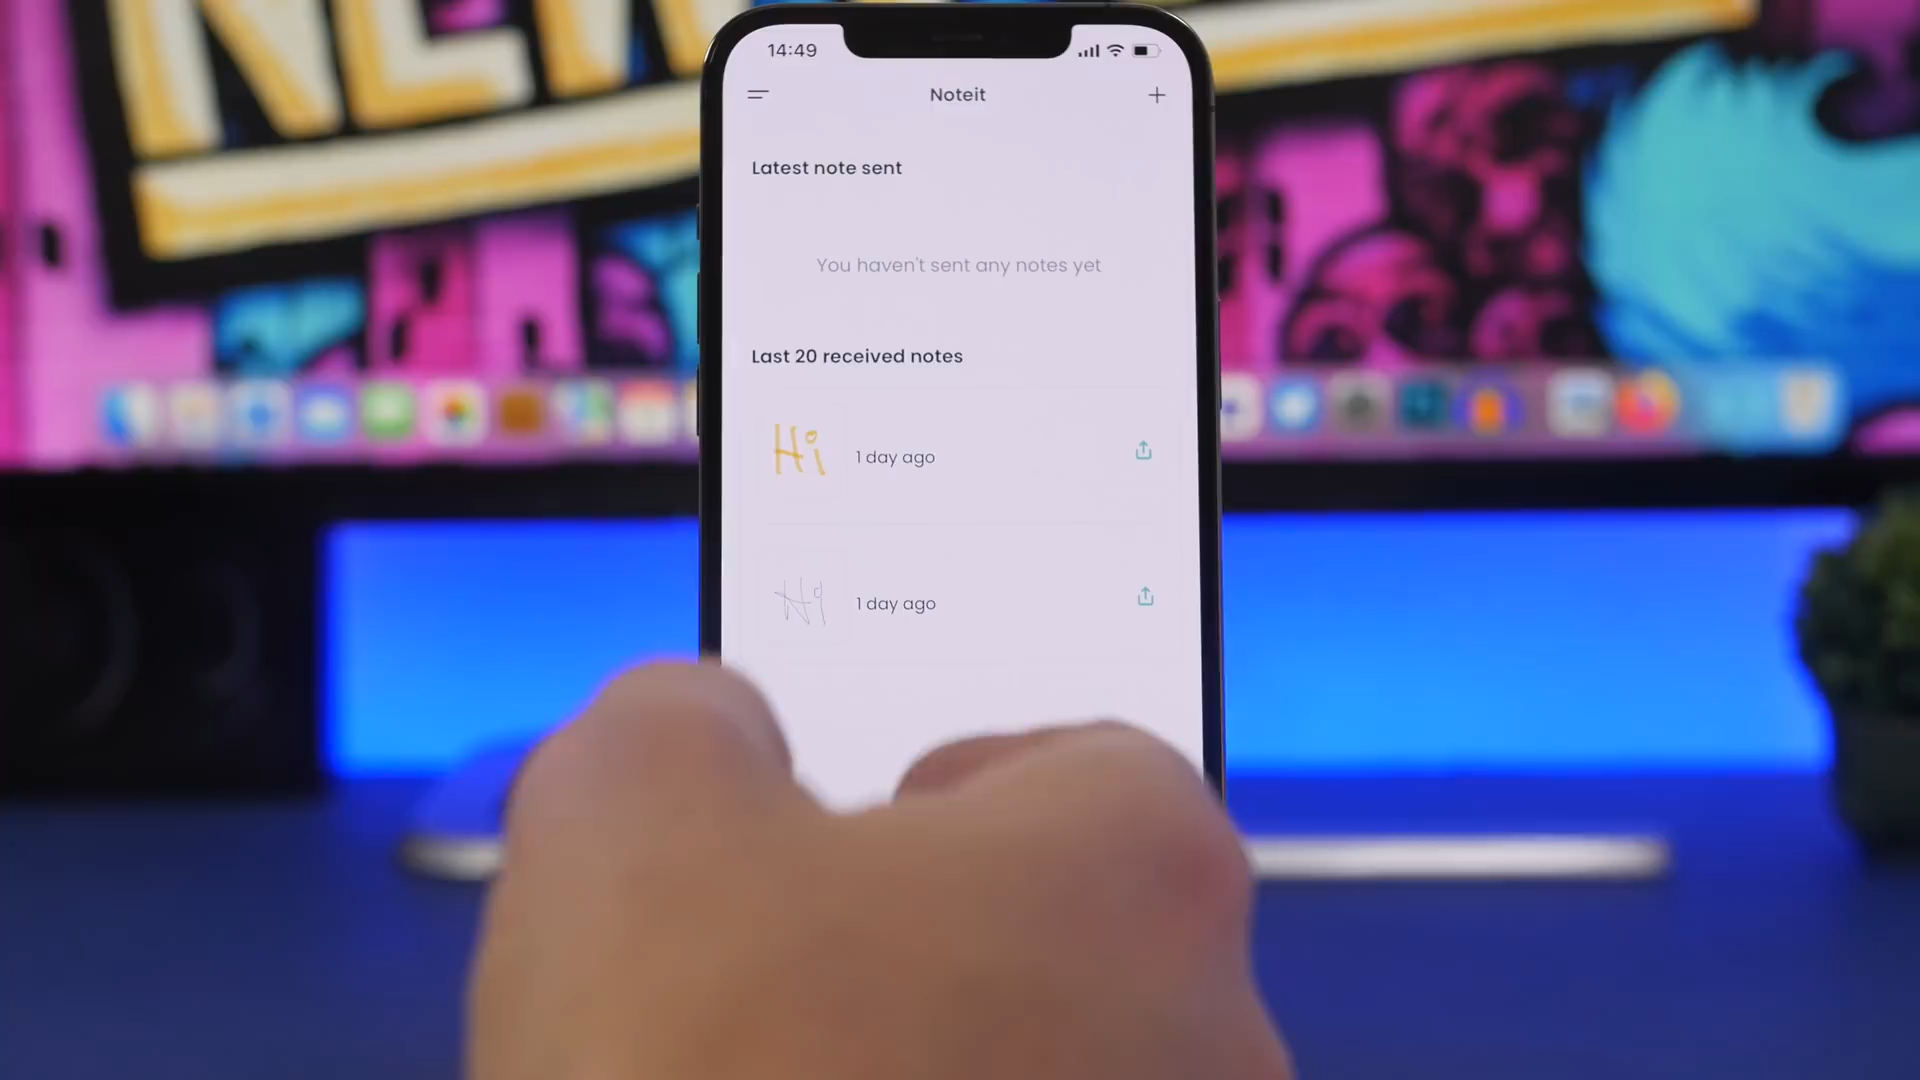 NEW
14:49
Noteit
Latest note sent
You haven't sent any notes yet
Last 20 received notes
Hi
1 day ago
Hi
1 day ago